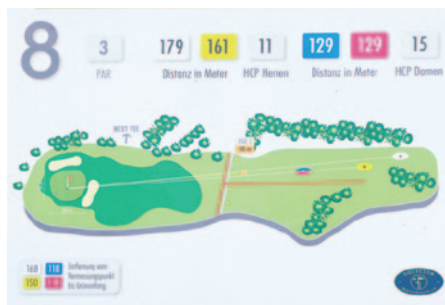 8
3
179
161
11
129
129
15
PAR
Distanz in Meter
HCP Herren
Distanz in Meter
HCP Damen
NEXT TEE
168
118
150
Entfernung vom
Vermessungspunkt
bis Grünanfang